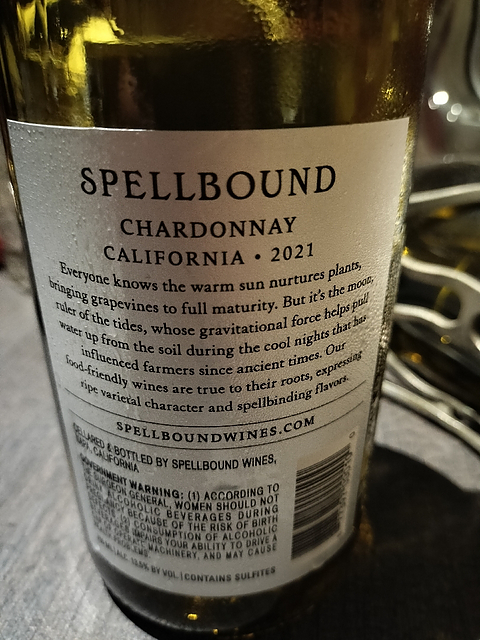 SPELLBOUND
CHARDONNAY
CALIFORNIA • 2021
Everyone knows the warm sun nurtures plants,
bringing grapevines to full maturity. But it's the moon,
ruler of the tides, whose gravitational force helps pull
water up from the soil during the cool nights that has
influenced farmers since ancient times. Our
food-friendly wines are true to their roots, expressing
ripe varietal character and spellbinding flavors.
SPELLBOUNDWINES.COM
CELLARED & BOTTLED BY SPELLBOUND WINES,
CALIFORNIA
GOVERNMENT WARNING: (1) ACCORDING TO
SURGEON GENERAL, WOMEN SHOULD NOT
ALCOHOLIC BEVERAGES DURING
BECAUSE OF THE RISK OF BIRTH
CONSUMPTION OF ALCOHOLIC
IMPAIRS YOUR ABILITY TO DRIVE A
MACHINERY, AND MAY CAUSE
PROBLEMS.
BY VOL. | CONTAINS SULFITES